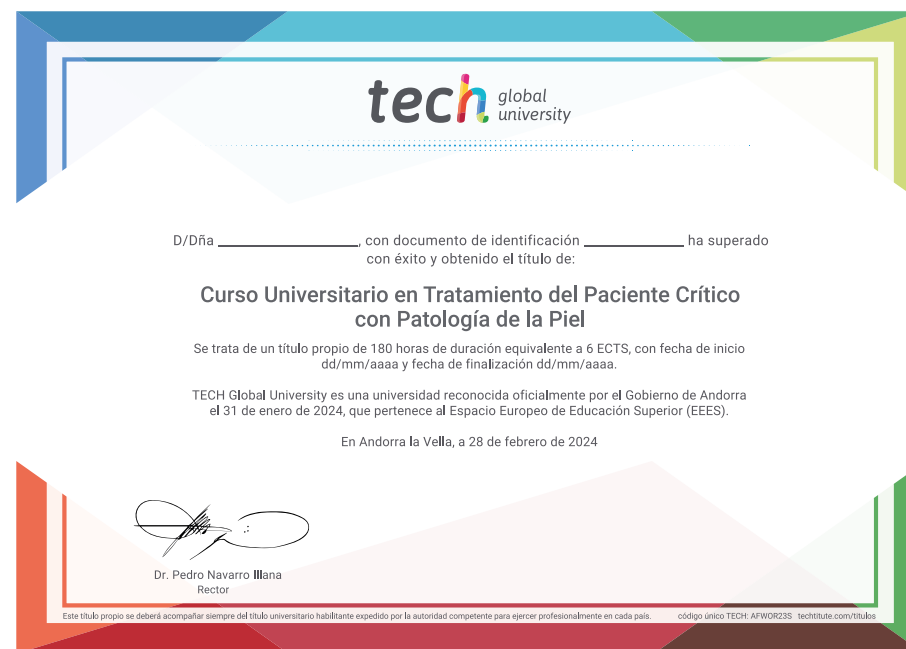 tech global university
D/Dña ____________________, con documento de identificación ______________ ha superado
con éxito y obtenido el título de:
Curso Universitario en Tratamiento del Paciente Crítico
con Patología de la Piel
Se trata de un título propio de 180 horas de duración equivalente a 6 ECTS, con fecha de inicio
dd/mm/aaaa y fecha de finalización dd/mm/aaaa.
TECH Global University es una universidad reconocida oficialmente por el Gobierno de Andorra
el 31 de enero de 2024, que pertenece al Espacio Europeo de Educación Superior (EEES).
En Andorra la Vella, a 28 de febrero de 2024
Dr. Pedro Navarro Illana
Rector
Este título propio se deberá acompañar siempre del título universitario habilitante expedido por la autoridad competente para ejercer profesionalmente en cada país. código único TECH: AFWOR23S techtitute.com/titulos